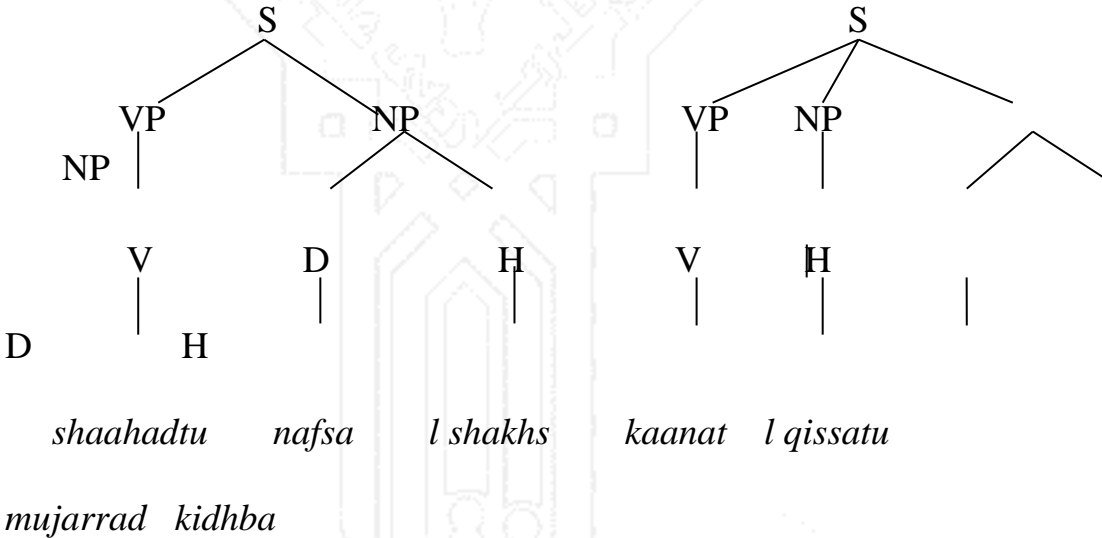 S S
VP NP VP NP
NP
V D H V H
D H
shaahadtu nafsa l shakhs kaanat l qissatu
mujarrad kidhba